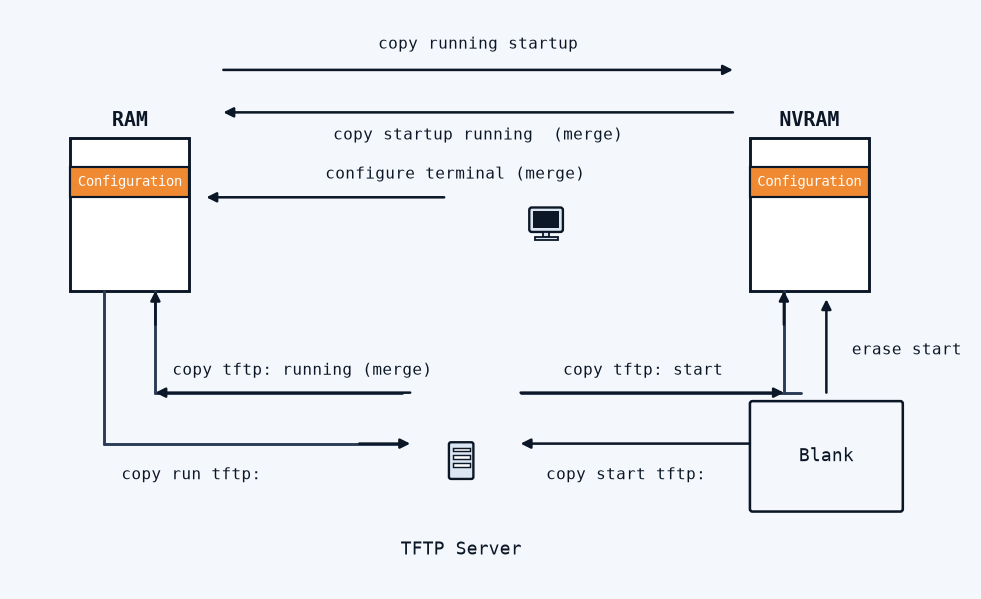 copy running startup
RAM
NVRAM
copy startup running  (merge)
configure terminal (merge)
Configuration
Configuration
erase start
copy tftp: running (merge)
copy tftp: start
Blank
copy run tftp:
copy start tftp:
TFTP Server